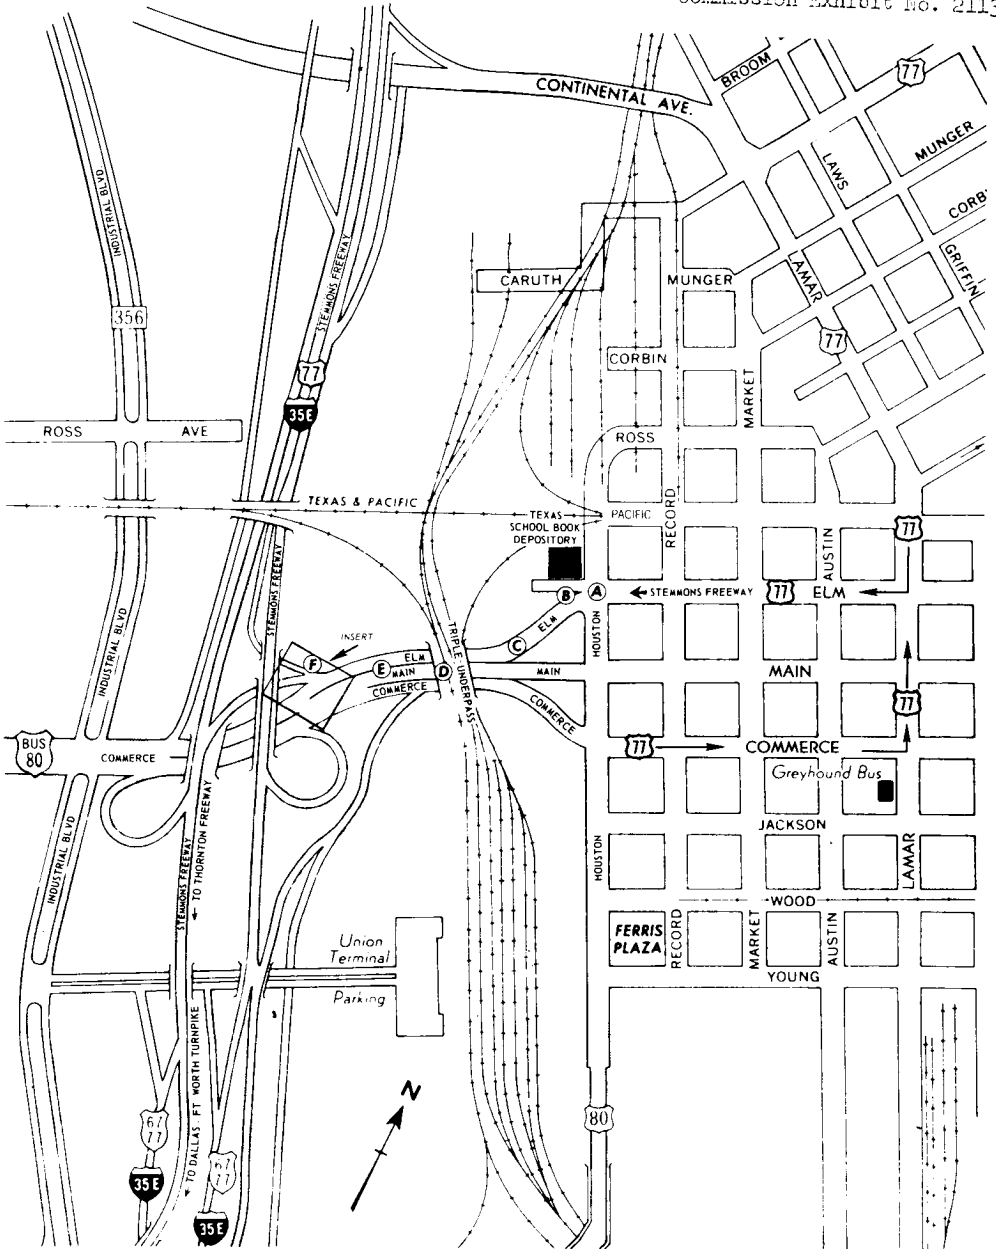 Commission Exhibit No. 2113
BROOM
77
CONTINENTAL AVE.
MUNGER
LAWS
INDUSTRIAL BLVD.
GRIFFIN
STEMMONS FREEWAY
CARUTH
MUNGER
LAMAR
356
77
77
CORBIN
35E
MARKET
ROSS AVE
ROSS
TEXAS & PACIFIC
TEXAS
SCHOOL BOOK
DEPOSITORY
PACIFIC
RECORD
77
AUSTIN
STEMMONS FREEWAY
B
A
STEMMONS FREEWAY
77
ELM
ELM
HOUSTON
INSERT
C
TRIPLE UNDERPASS
INDUSTRIAL BLVD
F
E
ELM
MAIN
COMMERCE
D
MAIN
MAIN
COMMERCE
77
BUS
80
COMMERCE
77
COMMERCE
Greyhound Bus
INDUSTRIAL BLVD
STEMMONS FREEWAY
TO THORNTON FREEWAY
JACKSON
HOUSTON
LAMAR
WOOD
FERRIS
PLAZA
RECORD
MARKET
AUSTIN
Union
Terminal
Parking
YOUNG
TO DALLAS FT WORTH TURNPIKE
N
80
67
77
67
77
35E
35E